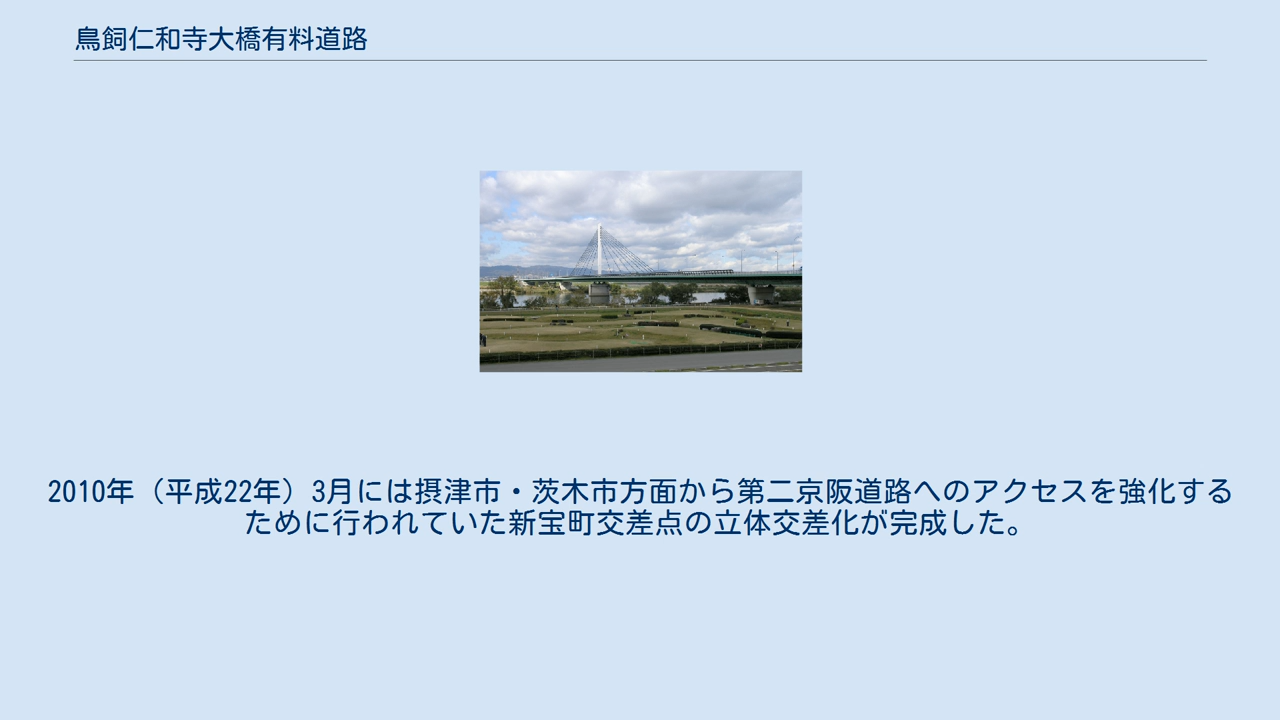 鳥飼仁和寺大橋有料道路
2010年（平成22年）3月には摂津市・茨木市方面から第二京阪道路へのアクセスを強化する
ために行われていた新宝町交差点の立体交差化が完成した。